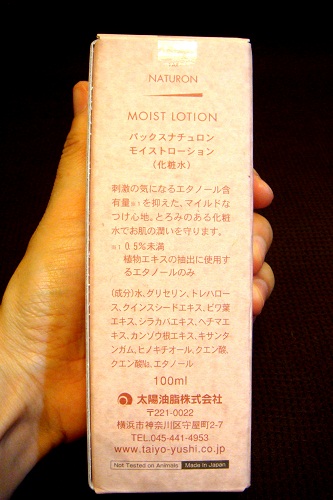 NATURON
MOIST LOTION
パックスナチュロン
モイストローション
(化粧水)
刺激の気になるエタノール含
有量※1を抑えた、マイルドな
つけ心地。とろみのある化粧
水でお肌の潤いを守ります。
※1 0.5%未満
植物エキスの抽出に使用す
るエタノールのみ
(成分)水、グリセリン、トレハロー
ス、クインスシードエキス、ビワ葉
エキス、シラカバエキス、ヘチマエ
キス、カンゾウ根エキス、キサンタ
ンガム、ヒノキチオール、クエン酸、
クエン酸Na、エタノール
100ml
太陽油脂株式会社
〒221-0022
横浜市神奈川区守屋町2-7
TEL.045-441-4953
www.taiyo-yushi.co.jp
Not Tested on Animals Made in Japan